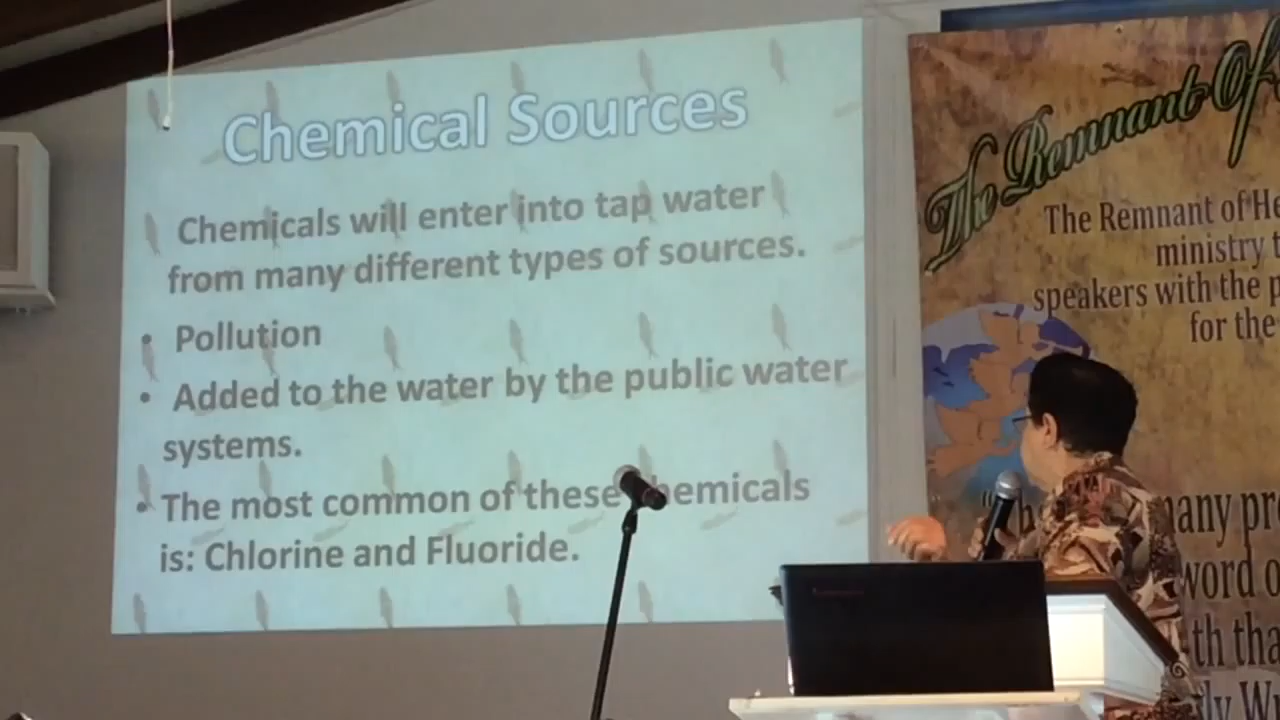 Chemical Sources
Chemicals will enter into tap water
from many different types of sources.
• Pollution
• Added to the water by the public water
systems.
• The most common of these hemicals
is: Chlorine and Fluoride.
The Remnant Of
The Remnant of He
ministry t
speakers with the p
for the
many pr
word o
th tha
ly W